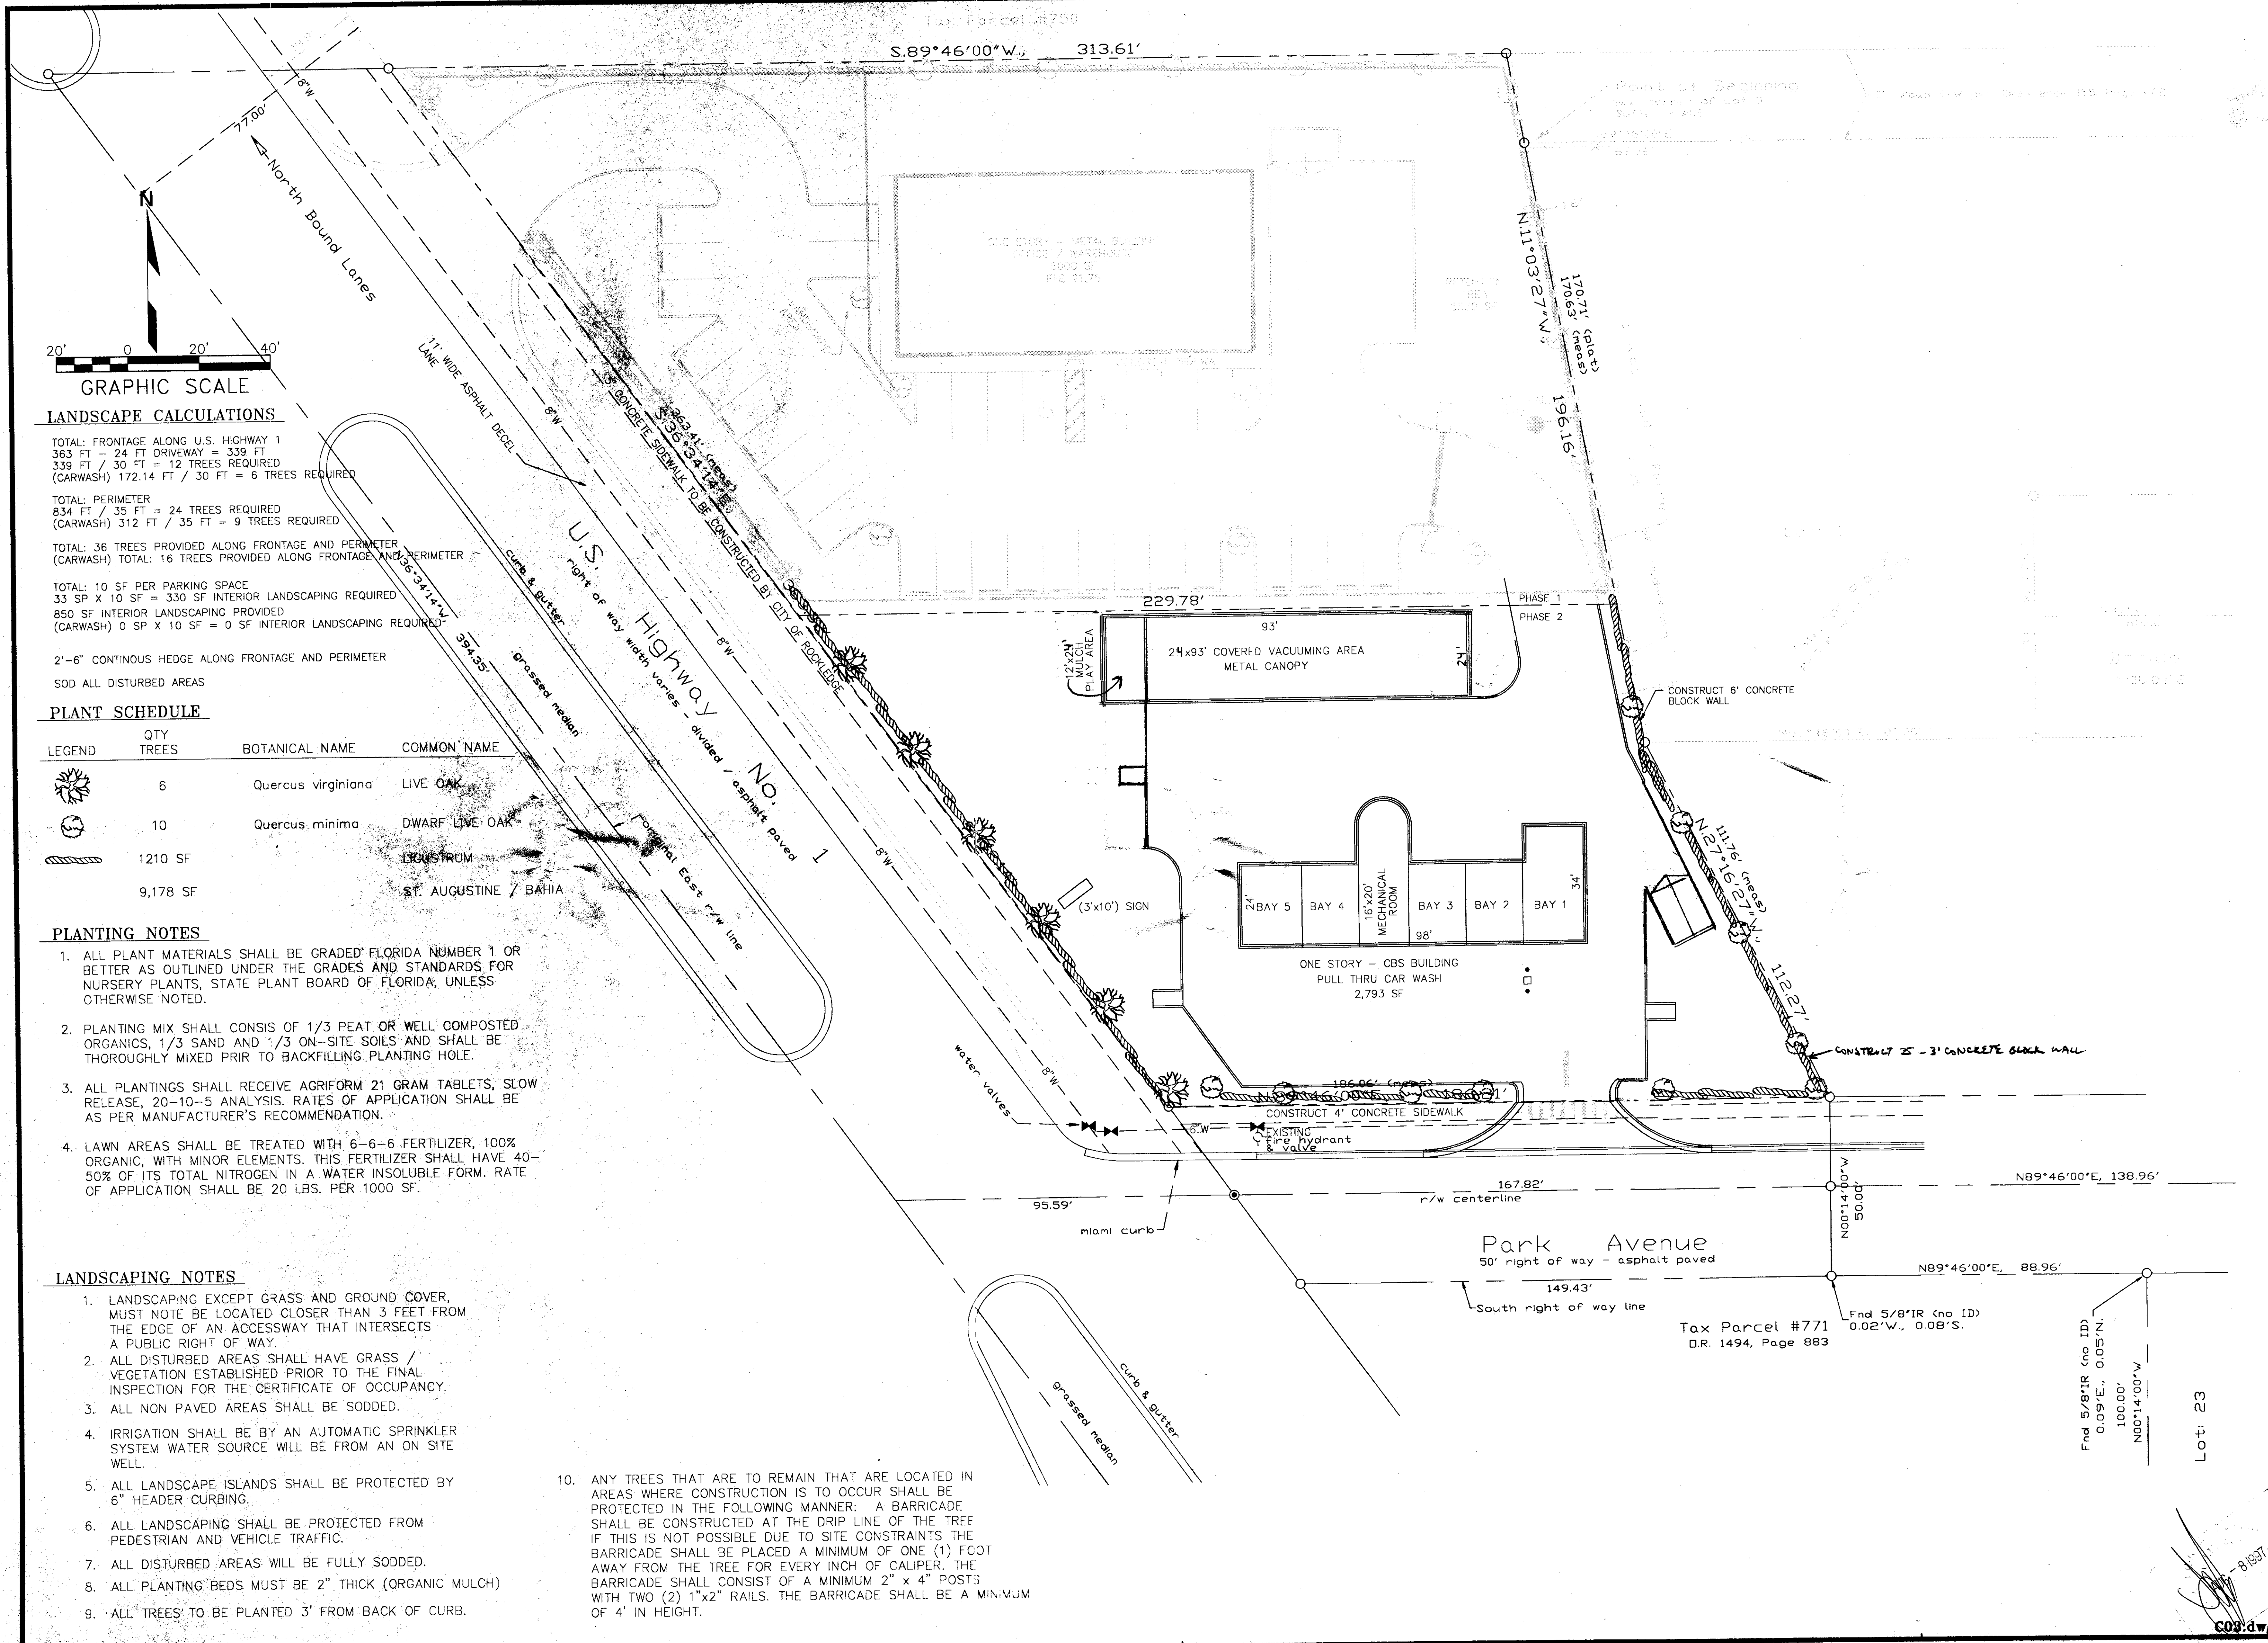 Tax Parcel #750
S.89°46'00"W., 313.61'
Point of Beginning
77.00'
8"W
North Bound Lanes
N
20' 0 20' 40'
GRAPHIC SCALE
LANDSCAPE CALCULATIONS
TOTAL: FRONTAGE ALONG U.S. HIGHWAY 1
363 FT - 24 FT DRIVEWAY = 339 FT
339 FT / 30 FT = 12 TREES REQUIRED
(CARWASH) 172.14 FT / 30 FT = 6 TREES REQUIRED
TOTAL: PERIMETER
834 FT / 35 FT = 24 TREES REQUIRED
(CARWASH) 312 FT / 35 FT = 9 TREES REQUIRED
TOTAL: 36 TREES PROVIDED ALONG FRONTAGE AND PERIMETER
(CARWASH) TOTAL: 16 TREES PROVIDED ALONG FRONTAGE AND PERIMETER
TOTAL: 10 SF PER PARKING SPACE
33 SP X 10 SF = 330 SF INTERIOR LANDSCAPING REQUIRED
850 SF INTERIOR LANDSCAPING PROVIDED
(CARWASH) 0 SP X 10 SF = 0 SF INTERIOR LANDSCAPING REQUIRED
2'-6" CONTINOUS HEDGE ALONG FRONTAGE AND PERIMETER
SOD ALL DISTURBED AREAS
PLANT SCHEDULE
LEGEND QTY TREES BOTANICAL NAME COMMON NAME
6 Quercus virginiana LIVE OAK
10 Quercus minima DWARF LIVE OAK
1210 SF LIGUSTRUM
9,178 SF ST. AUGUSTINE / BAHIA
PLANTING NOTES
1. ALL PLANT MATERIALS SHALL BE GRADED FLORIDA NUMBER 1 OR
BETTER AS OUTLINED UNDER THE GRADES AND STANDARDS FOR
NURSERY PLANTS, STATE PLANT BOARD OF FLORIDA, UNLESS
OTHERWISE NOTED.
2. PLANTING MIX SHALL CONSIS OF 1/3 PEAT OR WELL COMPOSTED
ORGANICS, 1/3 SAND AND 1/3 ON-SITE SOILS AND SHALL BE
THOROUGHLY MIXED PRIR TO BACKFILLING PLANTING HOLE.
3. ALL PLANTINGS SHALL RECEIVE AGRIFORM 21 GRAM TABLETS, SLOW
RELEASE, 20-10-5 ANALYSIS. RATES OF APPLICATION SHALL BE
AS PER MANUFACTURER'S RECOMMENDATION.
4. LAWN AREAS SHALL BE TREATED WITH 6-6-6 FERTILIZER, 100%
ORGANIC, WITH MINOR ELEMENTS. THIS FERTILIZER SHALL HAVE 40-
50% OF ITS TOTAL NITROGEN IN A WATER INSOLUBLE FORM. RATE
OF APPLICATION SHALL BE 20 LBS. PER 1000 SF.
LANDSCAPING NOTES
1. LANDSCAPING EXCEPT GRASS AND GROUND COVER,
MUST NOTE BE LOCATED CLOSER THAN 3 FEET FROM
THE EDGE OF AN ACCESSWAY THAT INTERSECTS
A PUBLIC RIGHT OF WAY.
2. ALL DISTURBED AREAS SHALL HAVE GRASS /
VEGETATION ESTABLISHED PRIOR TO THE FINAL
INSPECTION FOR THE CERTIFICATE OF OCCUPANCY.
3. ALL NON PAVED AREAS SHALL BE SODDED.
4. IRRIGATION SHALL BE BY AN AUTOMATIC SPRINKLER
SYSTEM WATER SOURCE WILL BE FROM AN ON SITE
WELL.
5. ALL LANDSCAPE ISLANDS SHALL BE PROTECTED BY
6" HEADER CURBING.
6. ALL LANDSCAPING SHALL BE PROTECTED FROM
PEDESTRIAN AND VEHICLE TRAFFIC.
7. ALL DISTURBED AREAS WILL BE FULLY SODDED.
8. ALL PLANTING BEDS MUST BE 2" THICK (ORGANIC MULCH)
9. ALL TREES TO BE PLANTED 3' FROM BACK OF CURB.
10. ANY TREES THAT ARE TO REMAIN THAT ARE LOCATED IN
AREAS WHERE CONSTRUCTION IS TO OCCUR SHALL BE
PROTECTED IN THE FOLLOWING MANNER: A BARRICADE
SHALL BE CONSTRUCTED AT THE DRIP LINE OF THE TREE
IF THIS IS NOT POSSIBLE DUE TO SITE CONSTRAINTS THE
BARRICADE SHALL BE PLACED A MINIMUM OF ONE (1) FOOT
AWAY FROM THE TREE FOR EVERY INCH OF CALIPER. THE
BARRICADE SHALL CONSIST OF A MINIMUM 2" x 4" POSTS
WITH TWO (2) 1"x2" RAILS. THE BARRICADE SHALL BE A MINIMUM
OF 4' IN HEIGHT.
11' WIDE ASPHALT DECEL
LANE
8"W
363.41' (meas)
S.36°34'14"E.,
CONCRETE SIDEWALK TO BE CONSTRUCTED BY CITY OF ROCKLEDGE
U.S. Highway No. 1
right of way width varies - divided / asphalt paved
curb & gutter
N36°34'14"W
394.35'
grassed median
original East r/w line
8"W
8"W
8"W
ONE STORY - METAL BUILDING
OFFICE / WAREHOUSE
N.11°03'27"W.,
170.71' (plat)
170.63' (meas)
196.16'
229.78'
PHASE 1
PHASE 2
93'
24x93' COVERED VACUUMING AREA
METAL CANOPY
24'
12'x24'
MULCH
PLAY AREA
CONSTRUCT 6' CONCRETE
BLOCK WALL
(3'x10') SIGN
24'
BAY 5
BAY 4
16'x20'
MECHANICAL
ROOM
BAY 3
BAY 2
BAY 1
34'
98'
ONE STORY - CBS BUILDING
PULL THRU CAR WASH
2,793 SF
111.76' (meas)
N.27°16'27"W.,
112.27'
CONSTRUCT - 3' CONCRETE BLOCK WALL
186.06' (meas)
CONSTRUCT 4' CONCRETE SIDEWALK
water valves
6"W
EXISTING
fire hydrant
& valve
95.59'
167.82'
r/w centerline
miami curb
N89°46'00"E, 138.96'
N00°14'00"W
50.00'
Park Avenue
50' right of way - asphalt paved
N89°46'00"E, 88.96'
149.43'
South right of way line
Fnd 5/8"IR (no ID)
0.02'W., 0.08'S.
Tax Parcel #771
O.R. 1494, Page 883
Fnd 5/8"IR (no ID)
0.09'E., 0.05'N.
100.00'
N00°14'00"W
Lot: 23
grassed median
curb & gutter
8 1997
C03.dw